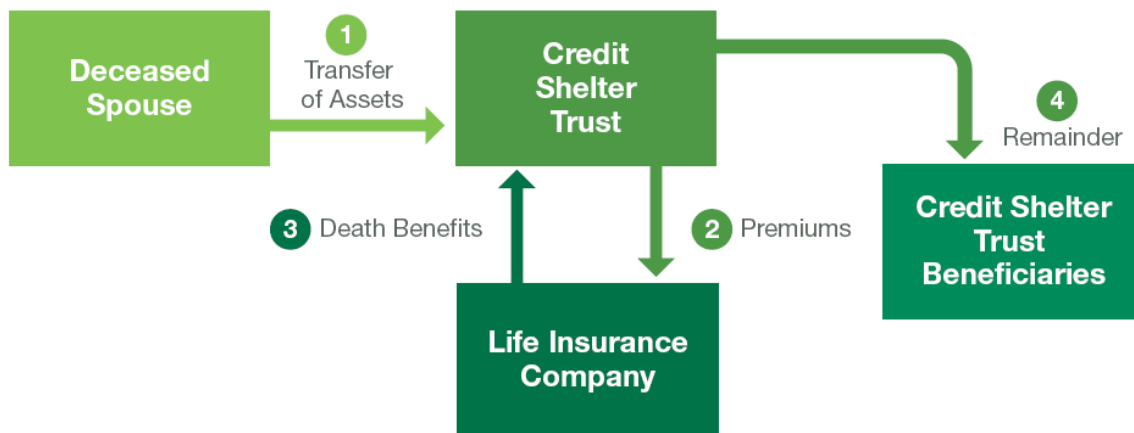 Deceased
Spouse
1
Transfer
of Assets
Credit
Shelter
Trust
4
Remainder
3 Death Benefits
2 Premiums
Credit Shelter
Trust
Beneficiaries
Life Insurance
Company